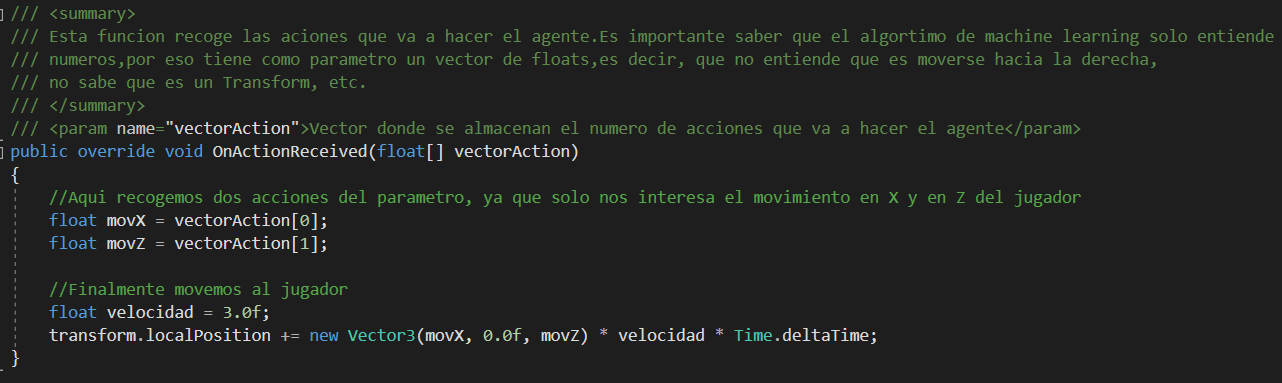 /// <summary>
/// Esta funcion recoge las aciones que va a hacer el agente.Es importante saber que el algortimo de machine learning solo entiende
/// numeros,por eso tiene como parametro un vector de floats,es decir, que no entiende que es moverse hacia la derecha,
/// no sabe que es un Transform, etc.
/// </summary>
/// <param name="vectorAction">Vector donde se almacenan el numero de acciones que va a hacer el agente</param>
public override void OnActionReceived(float[] vectorAction)
{
    //Aqui recogemos dos acciones del parametro, ya que solo nos interesa el movimiento en X y en Z del jugador
    float movX = vectorAction[0];
    float movZ = vectorAction[1];

    //Finalmente movemos al jugador
    float velocidad = 3.0f;
    transform.localPosition += new Vector3(movX, 0.0f, movZ) * velocidad * Time.deltaTime;
}